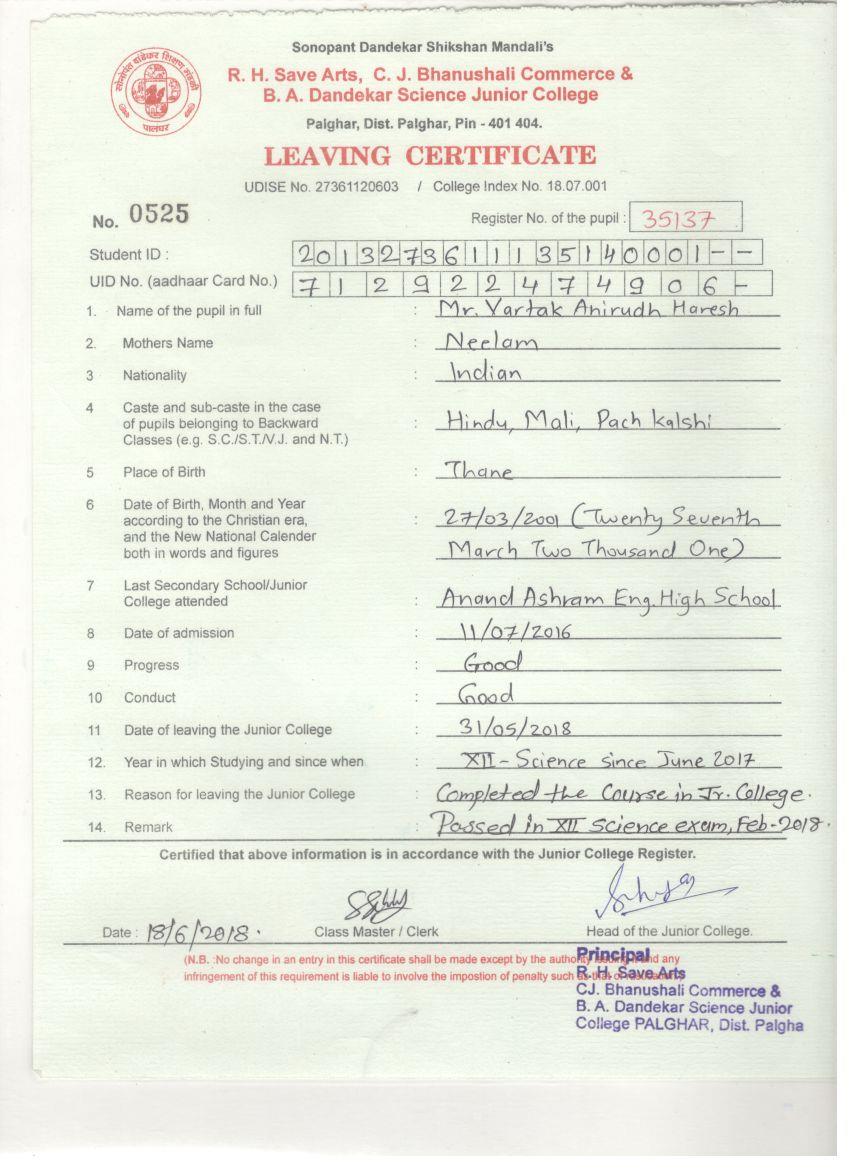 Sonopant Dandekar Shikshan Mandali's
R. H. Save Arts, C. J. Bhanushali Commerce &
B. A. Dandekar Science Junior College
Palghar, Dist. Palghar, Pin - 401 404.
सोनोपंत दांडेकर शिक्षण मंडळी
पालघर
LEAVING CERTIFICATE
UDISE No. 27361120603 / College Index No. 18.07.001
No. 0525
Register No. of the pupil : 35137
Student ID : 2013273611135140001--
UID No. (aadhaar Card No.) 712922474906-
1. Name of the pupil in full : Mr. Vartak Anirudh Haresh
2. Mothers Name : Neelam
3 Nationality : Indian
4 Caste and sub-caste in the case
of pupils belonging to Backward : Hindu, Mali, Pach Kalshi
Classes (e.g. S.C./S.T./V.J. and N.T.)
5 Place of Birth : Thane
6 Date of Birth, Month and Year
according to the Christian era, : 27/03/2001 (Twenty Seventh
and the New National Calender
both in words and figures March Two Thousand One)
7 Last Secondary School/Junior
College attended : Anand Ashram Eng. High School
8 Date of admission : 11/07/2016
9 Progress : Good
10 Conduct : Good
11 Date of leaving the Junior College : 31/05/2018
12. Year in which Studying and since when : XII - Science since June 2017
13. Reason for leaving the Junior College : Completed the Course in Jr. College.
14. Remark : Passed in XII science exam, Feb-2018.
Certified that above information is in accordance with the Junior College Register.
Date : 18/6/2018. Class Master / Clerk Head of the Junior College.
(N.B. :No change in an entry in this certificate shall be made except by the authority issuing it and any
infringement of this requirement is liable to involve the impostion of penalty such as that of
Principal
R. H. Save Arts
CJ. Bhanushali Commerce &
B. A. Dandekar Science Junior
College PALGHAR, Dist. Palgha